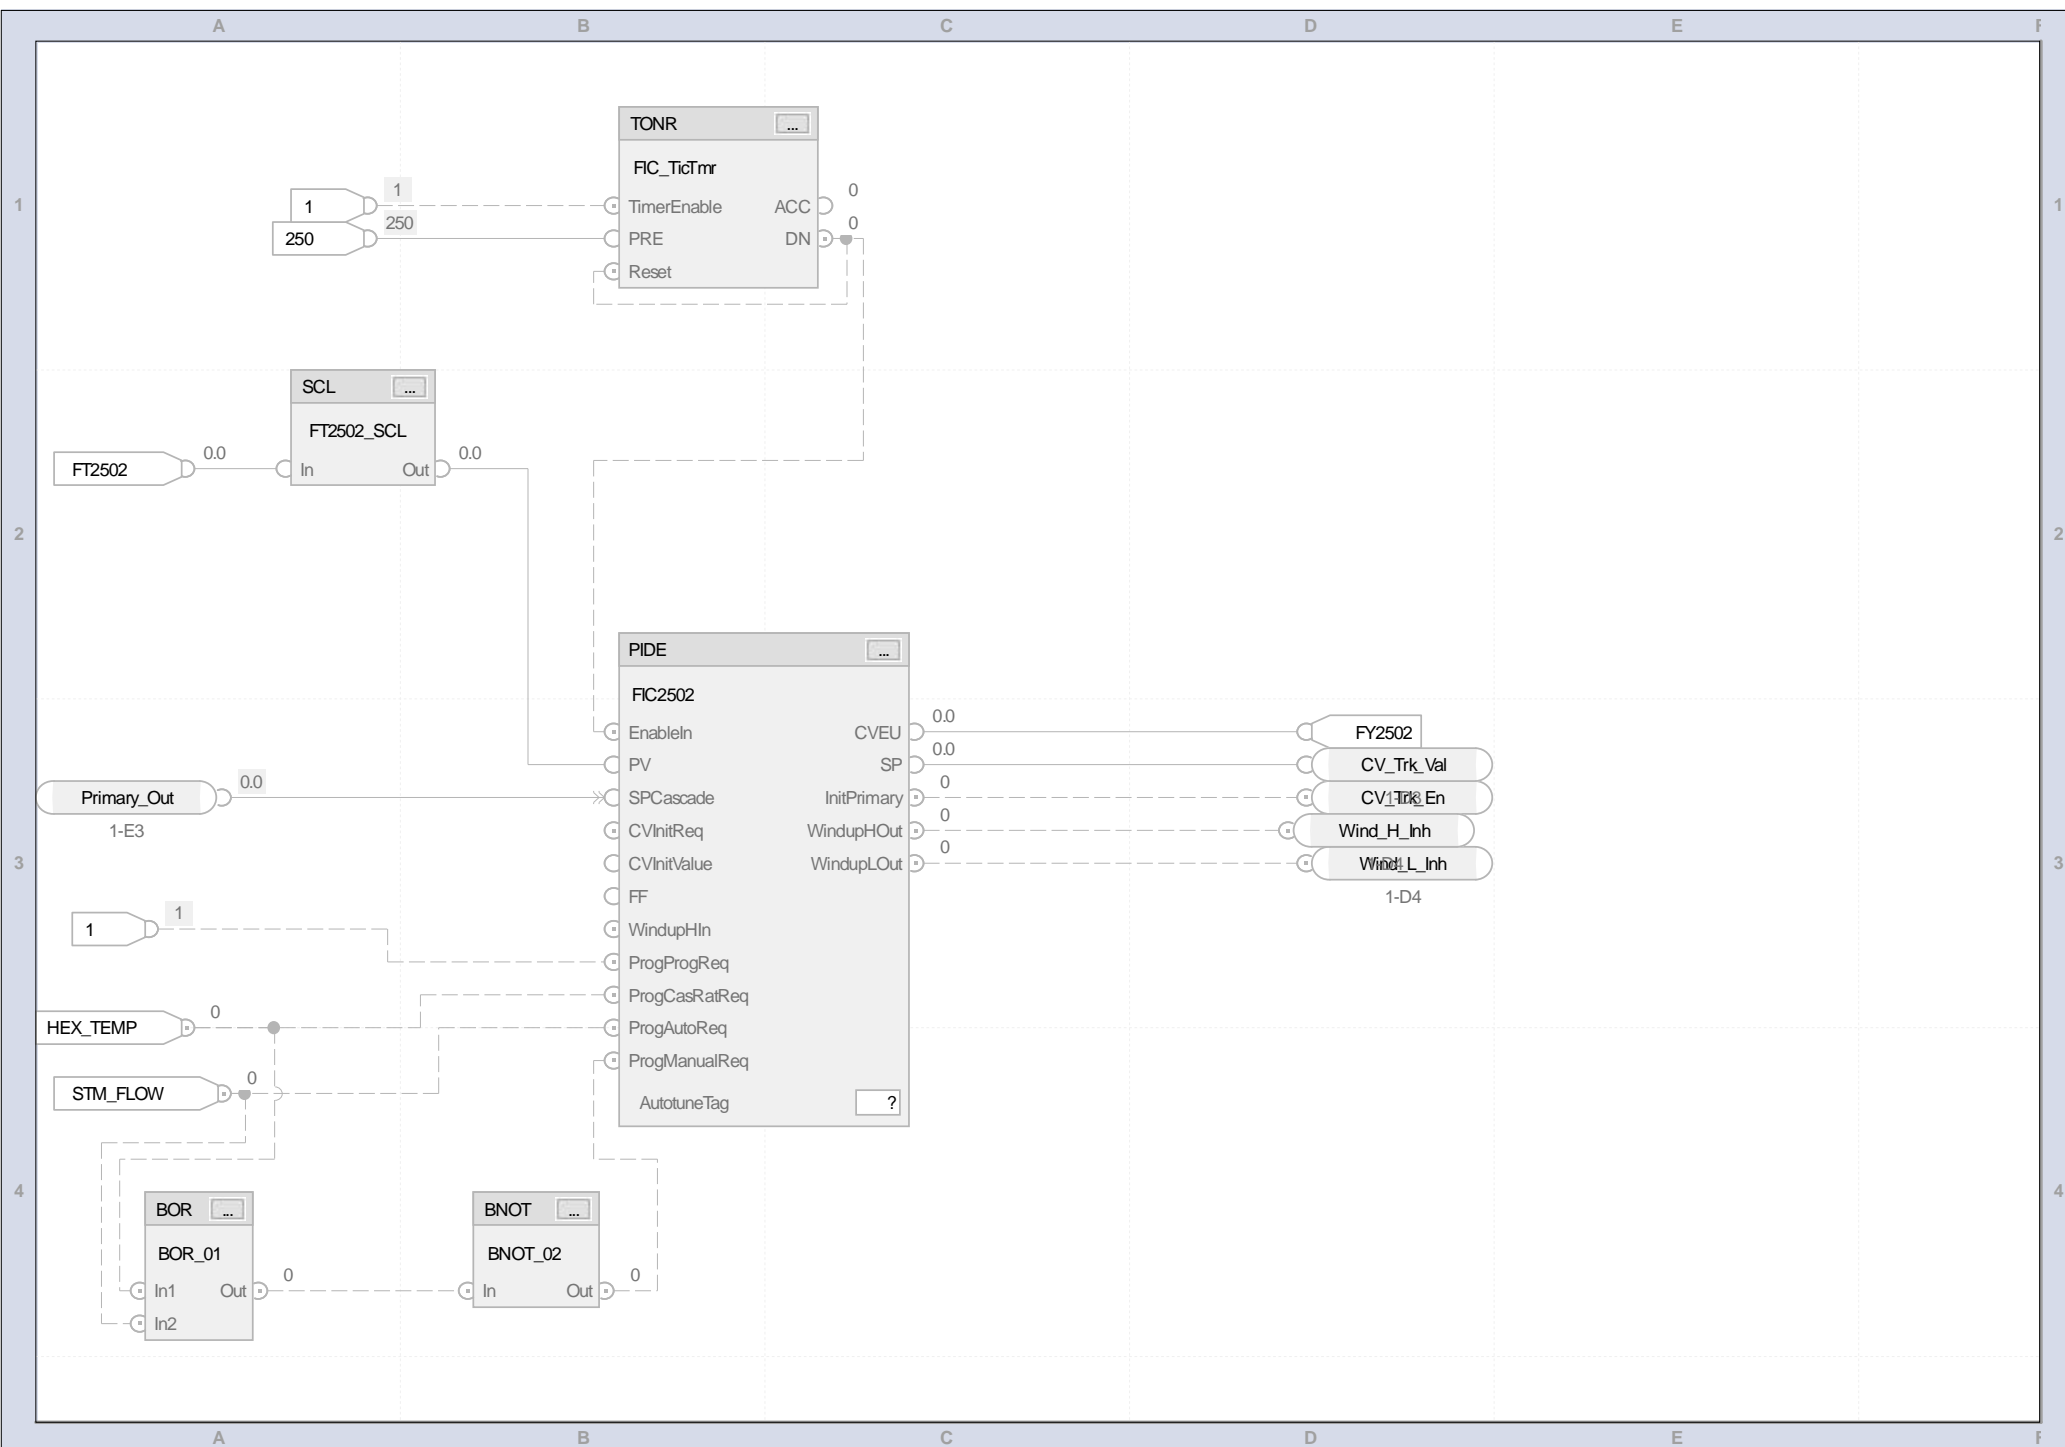 A B C D E F
TONR ...
FIC_TicTmr
1 1 TimerEnable ACC 0
1 1
250 250 PRE DN 0
Reset
SCL ...
FT2502_SCL
FT2502 0.0 In Out 0.0
2 2
PIDE ...
FIC2502
EnableIn CVEU 0.0 FY2502
PV SP 0.0 CV_Trk_Val
Primary_Out 0.0 SPCascade InitPrimary 0 CV_Trk_En
1-E3
CVInitReq WindupHOut 0 Wind_H_Inh
3 CVInitValue WindupLOut 0 Wind_L_Inh 3
FF 1-D4
1 1 WindupHIn
ProgProgReq
ProgCasRatReq
HEX_TEMP 0 ProgAutoReq
ProgManualReq
STM_FLOW 0
AutotuneTag ?
4 4
BOR ... BNOT ...
BOR_01 BNOT_02
In1 Out 0 In Out 0
In2
A B C D E F